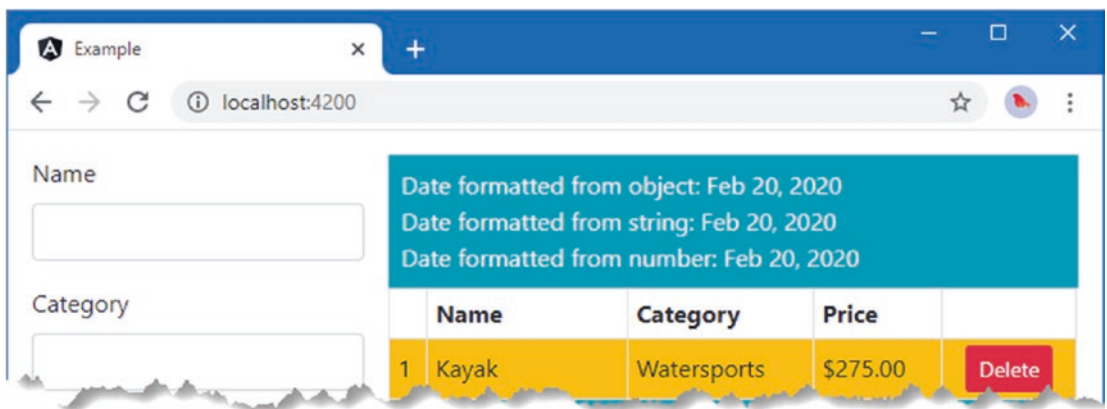 Example
localhost:4200
Name
Category
Date formatted from object: Feb 20, 2020
Date formatted from string: Feb 20, 2020
Date formatted from number: Feb 20, 2020
Name Category Price
1 Kayak Watersports $275.00 Delete